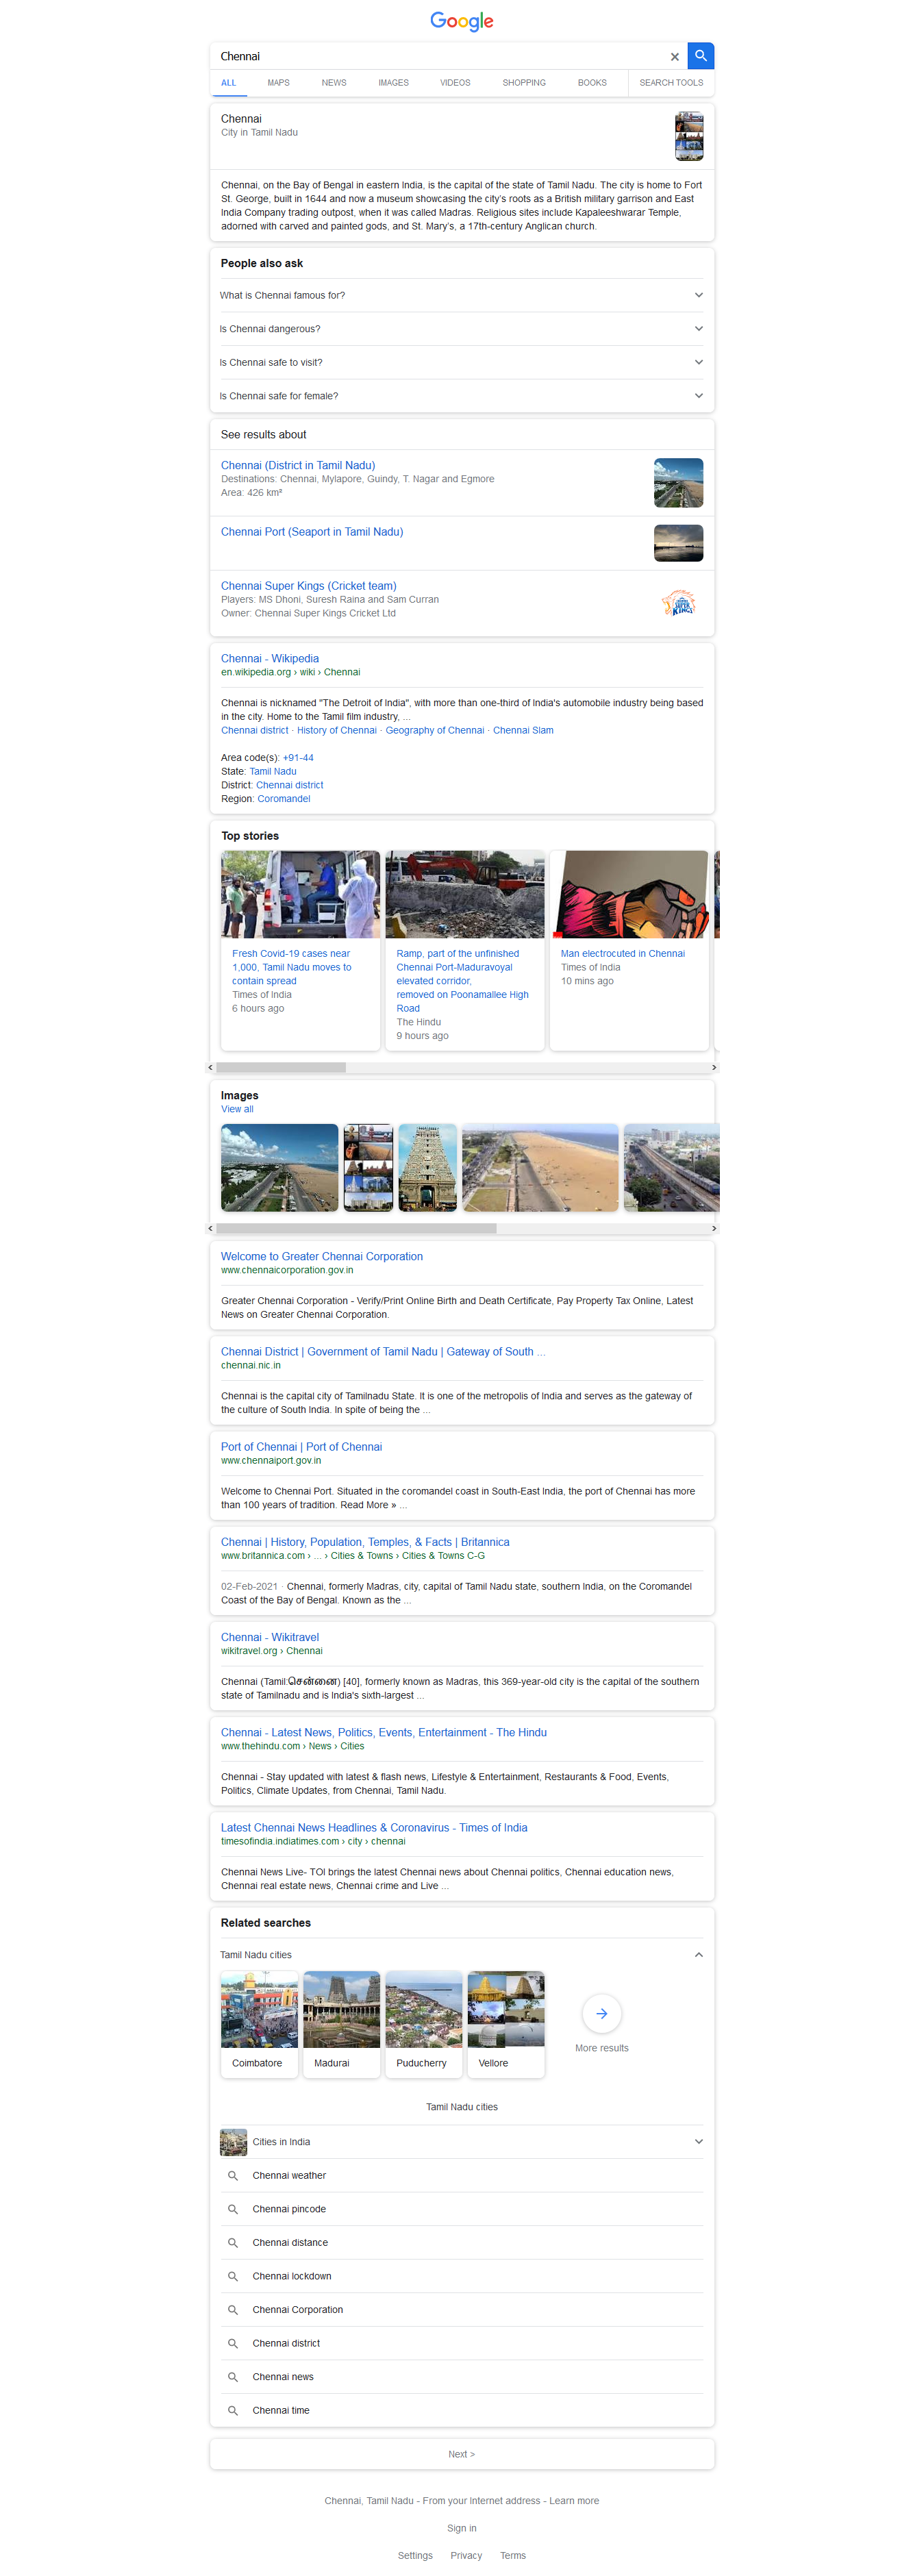 Google
Chennai
ALL MAPS NEWS IMAGES VIDEOS SHOPPING BOOKS SEARCH TOOLS
Chennai
City in Tamil Nadu
Chennai, on the Bay of Bengal in eastern India, is the capital of the state of Tamil Nadu. The city is home to Fort
St. George, built in 1644 and now a museum showcasing the city's roots as a British military garrison and East
India Company trading outpost, when it was called Madras. Religious sites include Kapaleeshwarar Temple,
adorned with carved and painted gods, and St. Mary's, a 17th-century Anglican church.
People also ask
What is Chennai famous for?
Is Chennai dangerous?
Is Chennai safe to visit?
Is Chennai safe for female?
See results about
Chennai (District in Tamil Nadu)
Destinations: Chennai, Mylapore, Guindy, T. Nagar and Egmore
Area: 426 km²
Chennai Port (Seaport in Tamil Nadu)
Chennai Super Kings (Cricket team)
Players: MS Dhoni, Suresh Raina and Sam Curran
Owner: Chennai Super Kings Cricket Ltd
CHENNAI
SUPER
KINGS
Chennai - Wikipedia
en.wikipedia.org › wiki › Chennai
Chennai is nicknamed "The Detroit of India", with more than one-third of India's automobile industry being based
in the city. Home to the Tamil film industry, ...
Chennai district · History of Chennai · Geography of Chennai · Chennai Slam
Area code(s): +91-44
State: Tamil Nadu
District: Chennai district
Region: Coromandel
Top stories
Fresh Covid-19 cases near
1,000, Tamil Nadu moves to
contain spread
Times of India
6 hours ago
Ramp, part of the unfinished
Chennai Port-Maduravoyal
elevated corridor,
removed on Poonamallee High
Road
The Hindu
9 hours ago
Man electrocuted in Chennai
Times of India
10 mins ago
Images
View all
Welcome to Greater Chennai Corporation
www.chennaicorporation.gov.in
Greater Chennai Corporation - Verify/Print Online Birth and Death Certificate, Pay Property Tax Online, Latest
News on Greater Chennai Corporation.
Chennai District | Government of Tamil Nadu | Gateway of South ...
chennai.nic.in
Chennai is the capital city of Tamilnadu State. It is one of the metropolis of India and serves as the gateway of
the culture of South India. In spite of being the ...
Port of Chennai | Port of Chennai
www.chennaiport.gov.in
Welcome to Chennai Port. Situated in the coromandel coast in South-East India, the port of Chennai has more
than 100 years of tradition. Read More » ...
Chennai | History, Population, Temples, & Facts | Britannica
www.britannica.com › ... › Cities & Towns › Cities & Towns C-G
02-Feb-2021 · Chennai, formerly Madras, city, capital of Tamil Nadu state, southern India, on the Coromandel
Coast of the Bay of Bengal. Known as the ...
Chennai - Wikitravel
wikitravel.org › Chennai
Chennai (Tamil:சென்னை) [40], formerly known as Madras, this 369-year-old city is the capital of the southern
state of Tamilnadu and is India's sixth-largest ...
Chennai - Latest News, Politics, Events, Entertainment - The Hindu
www.thehindu.com › News › Cities
Chennai - Stay updated with latest & flash news, Lifestyle & Entertainment, Restaurants & Food, Events,
Politics, Climate Updates, from Chennai, Tamil Nadu.
Latest Chennai News Headlines & Coronavirus - Times of India
timesofindia.indiatimes.com › city › chennai
Chennai News Live- TOI brings the latest Chennai news about Chennai politics, Chennai education news,
Chennai real estate news, Chennai crime and Live ...
Related searches
Tamil Nadu cities
Coimbatore
Madurai
Puducherry
Vellore
More results
Tamil Nadu cities
Cities in India
Chennai weather
Chennai pincode
Chennai distance
Chennai lockdown
Chennai Corporation
Chennai district
Chennai news
Chennai time
Next >
Chennai, Tamil Nadu - From your Internet address - Learn more
Sign in
Settings Privacy Terms